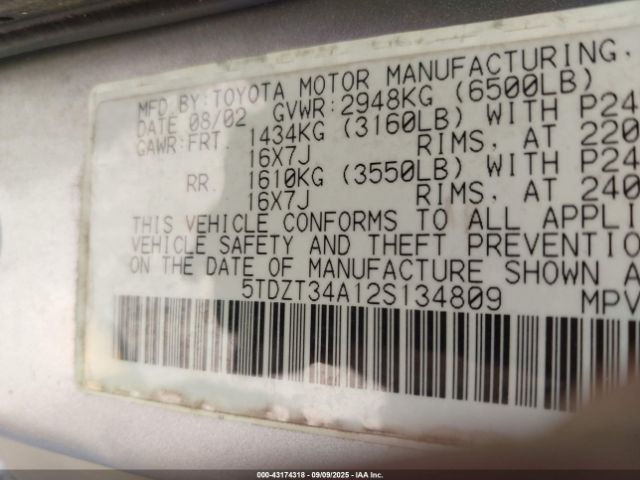 MFD.BY:TOYOTA MOTOR MANUFACTURING.
DATE 08/02 GVWR:2948KG (6500LB)
GAWR:FRT. 1434KG (3160LB) WITH P24
16X7J RIMS, AT 220
RR. 1610KG (3550LB) WITH P24
16X7J RIMS, AT 240
THIS VEHICLE CONFORMS TO ALL APPLI
VEHICLE SAFETY AND THEFT PREVENTIO
ON THE DATE OF MANUFACTURE SHOWN A
5TDZT34A12S134809 MPV
000-43174318 - 09/09/2025 - IAA Inc.